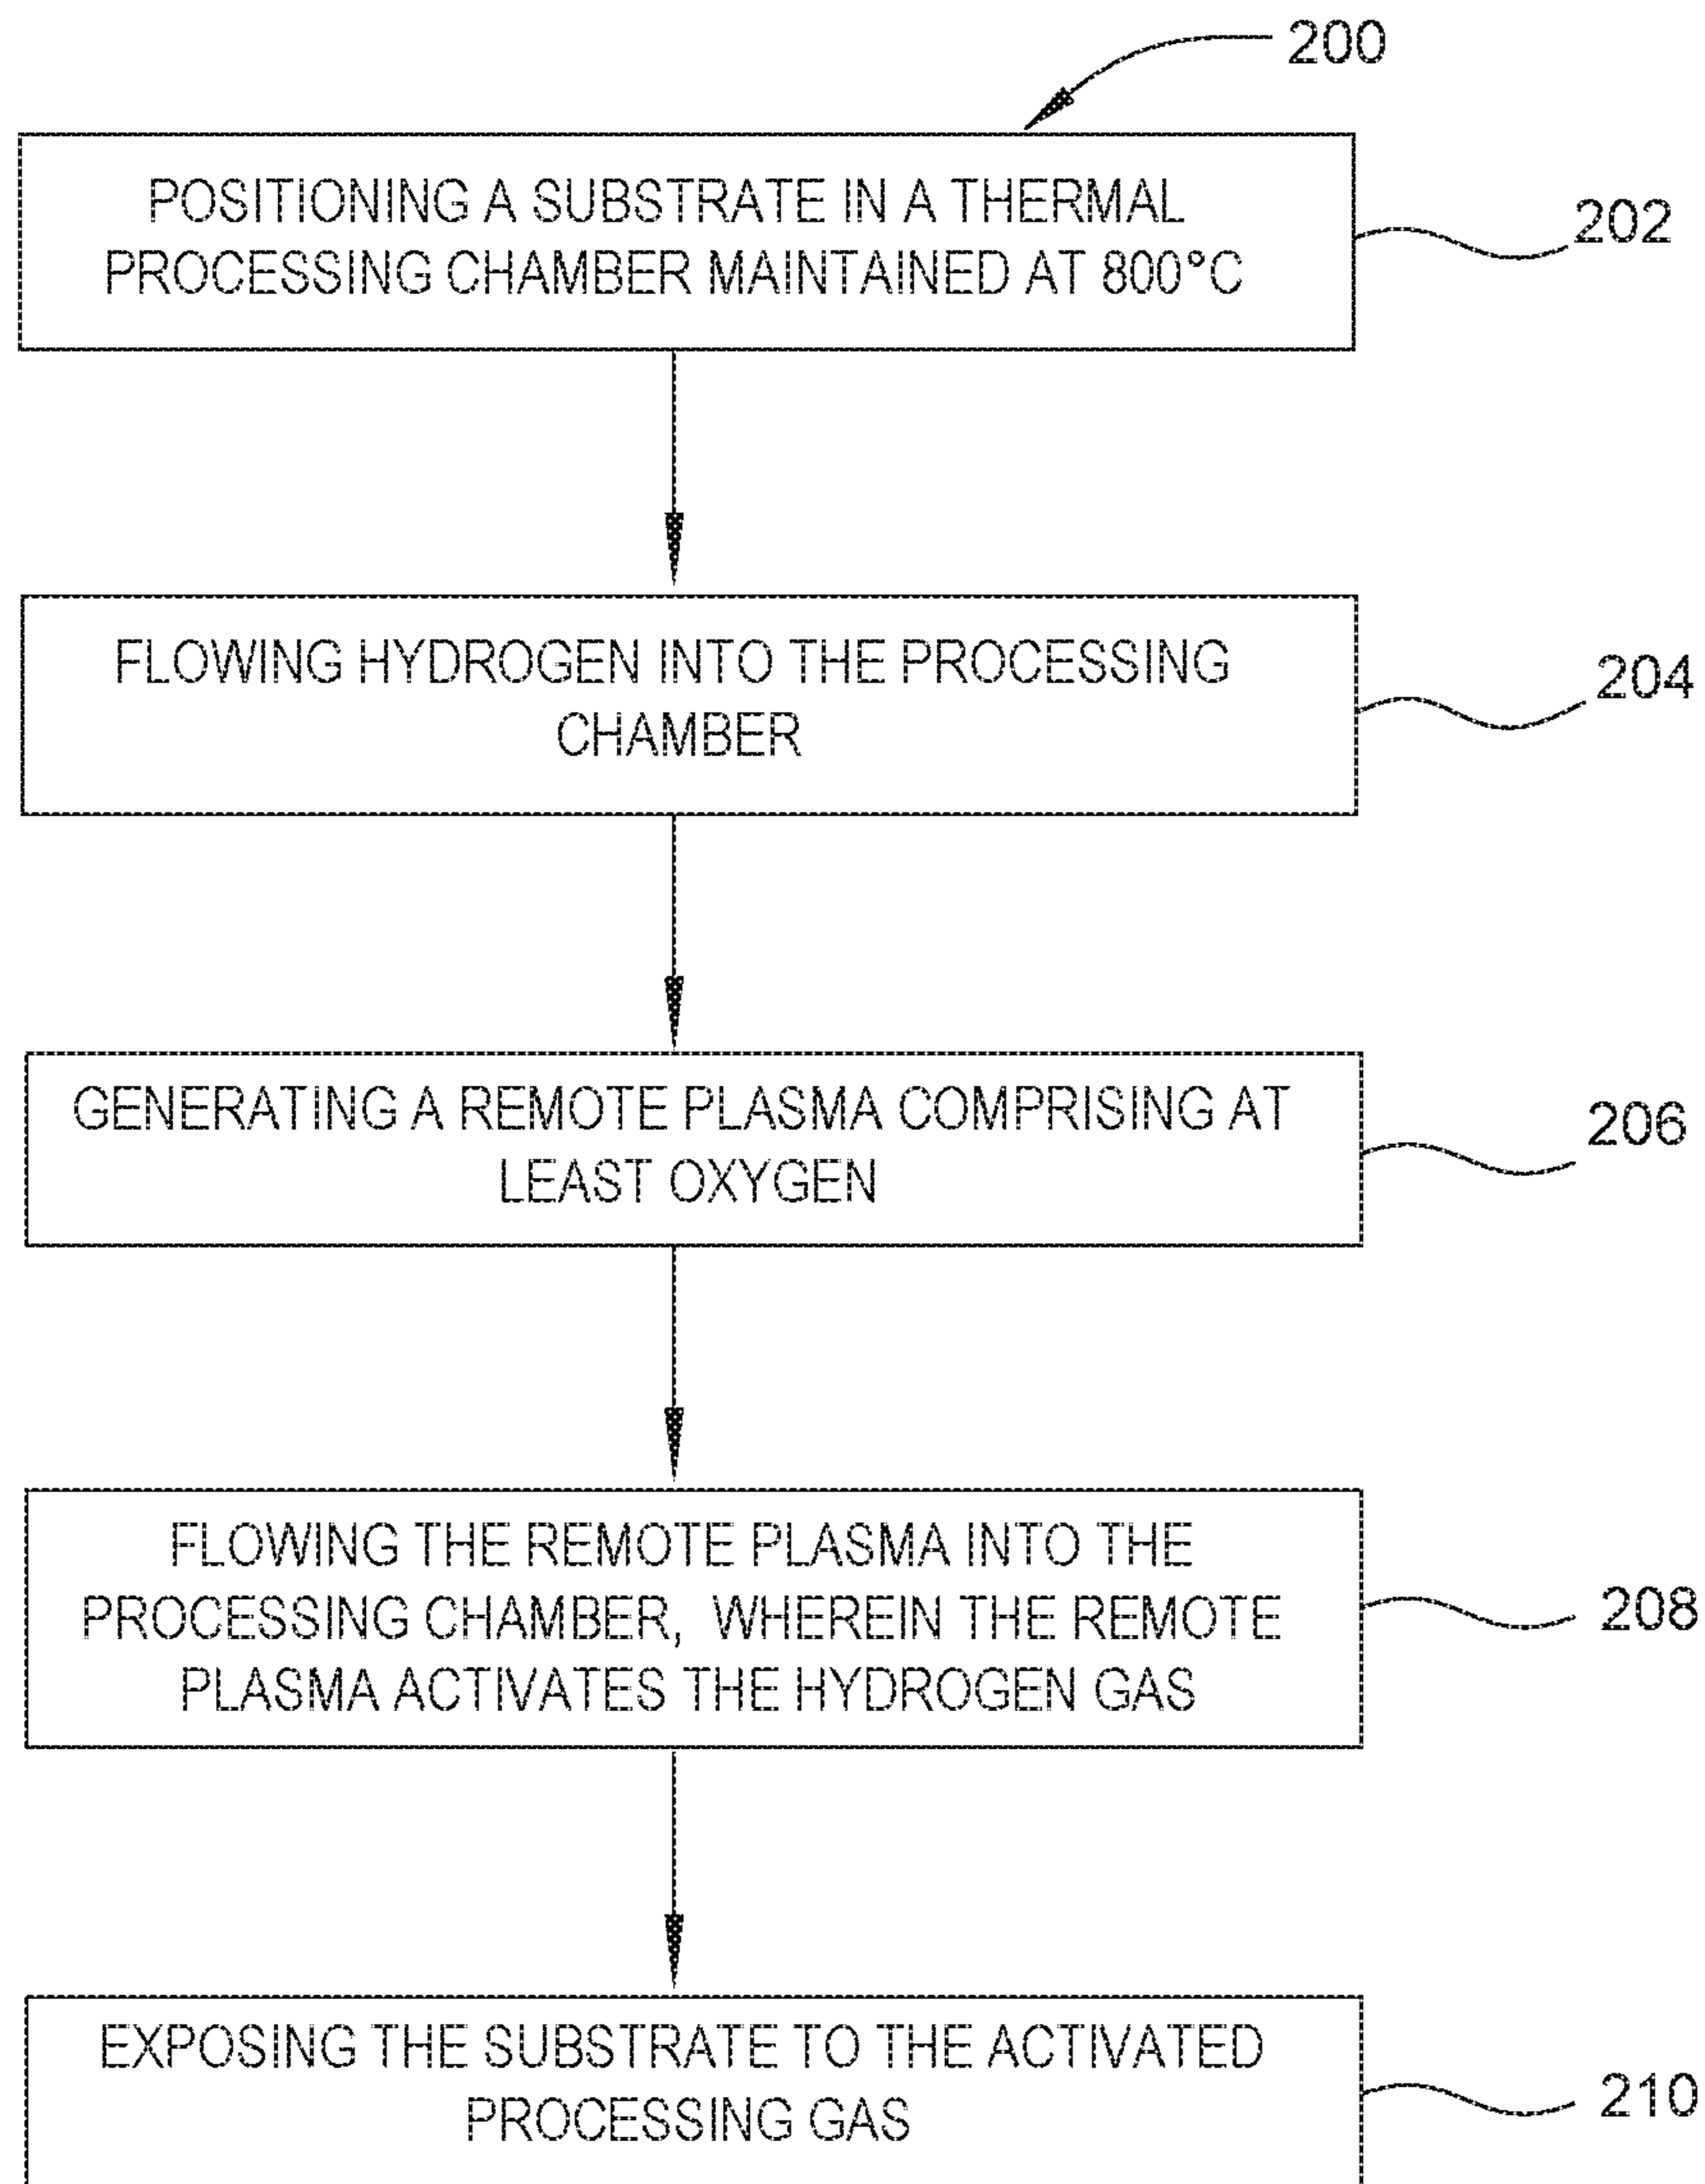 200
POSITIONING A SUBSTRATE IN A THERMAL
PROCESSING CHAMBER MAINTAINED AT 800°C
202
FLOWING HYDROGEN INTO THE PROCESSING
CHAMBER
204
GENERATING A REMOTE PLASMA COMPRISING AT
LEAST OXYGEN
206
FLOWING THE REMOTE PLASMA INTO THE
PROCESSING CHAMBER, WHEREIN THE REMOTE
PLASMA ACTIVATES THE HYDROGEN GAS
208
EXPOSING THE SUBSTRATE TO THE ACTIVATED
PROCESSING GAS
210